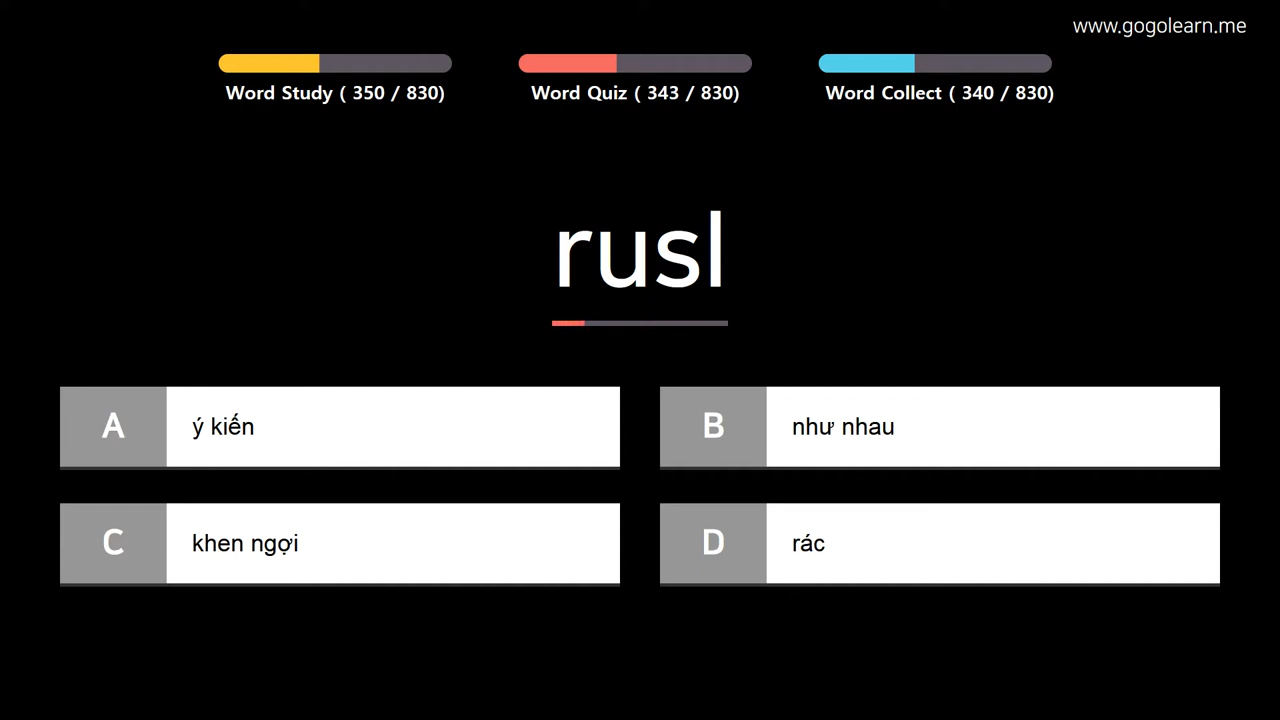 www.gogolearn.me
Word Study ( 350 / 830)
Word Quiz ( 343 / 830)
Word Collect ( 340 / 830)
rusl
A
ý kiến
B
như nhau
C
khen ngợi
D
rác